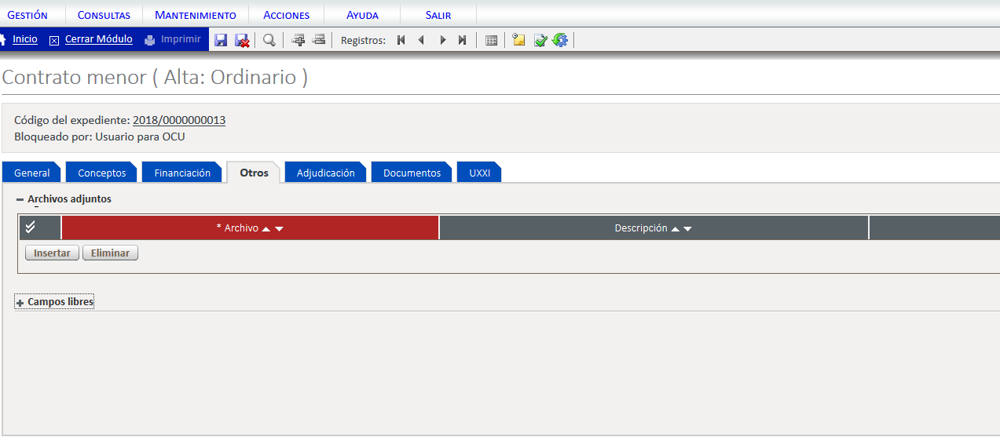 GESTIÓN CONSULTAS MANTENIMIENTO ACCIONES AYUDA SALIR
Inicio Cerrar Módulo Imprimir Registros:
Contrato menor ( Alta: Ordinario )
Código del expediente: 2018/0000000013
Bloqueado por: Usuario para OCU
General Conceptos Financiación Otros Adjudicación Documentos UXXI
Archivos adjuntos
* Archivo Descripción
Insertar Eliminar
Campos libres